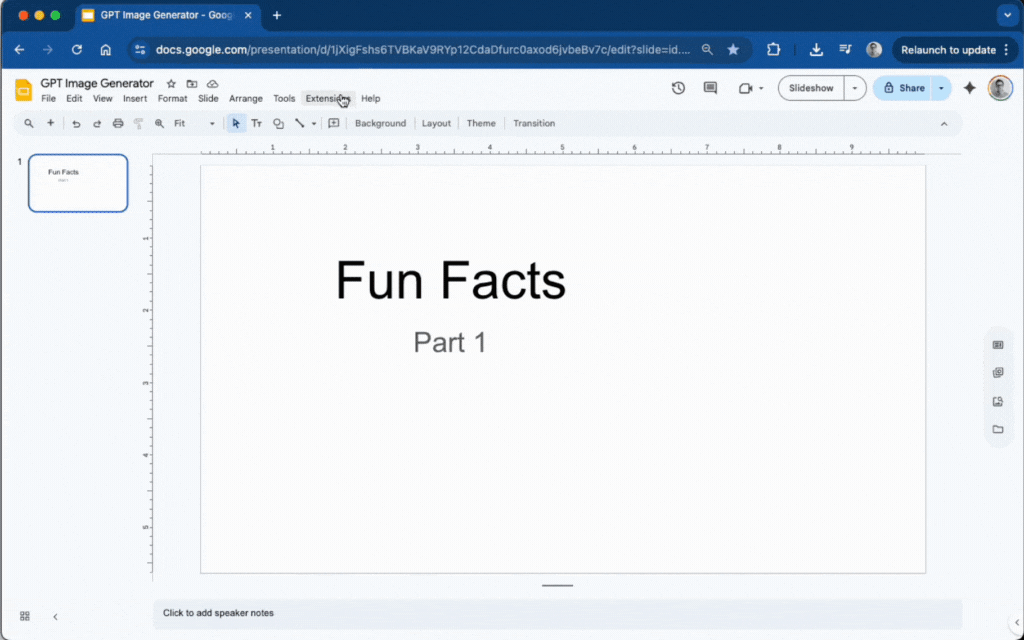 GPT Image Generator - Goog
docs.google.com/presentation/d/1jXigFshs6TVBKaV9RYp12CdaDfurc0axod6jvbeBv7c/edit?slide=id....
Relaunch to update
GPT Image Generator
File Edit View Insert Format Slide Arrange Tools Extensions Help
Slideshow
Share
Fit
Tт
Background
Layout
Theme
Transition
1 2 3 4 5 6 7 8 9
1
Fun Facts
Part 1
1
2
3
4
5
Fun Facts
Part 1
Click to add speaker notes